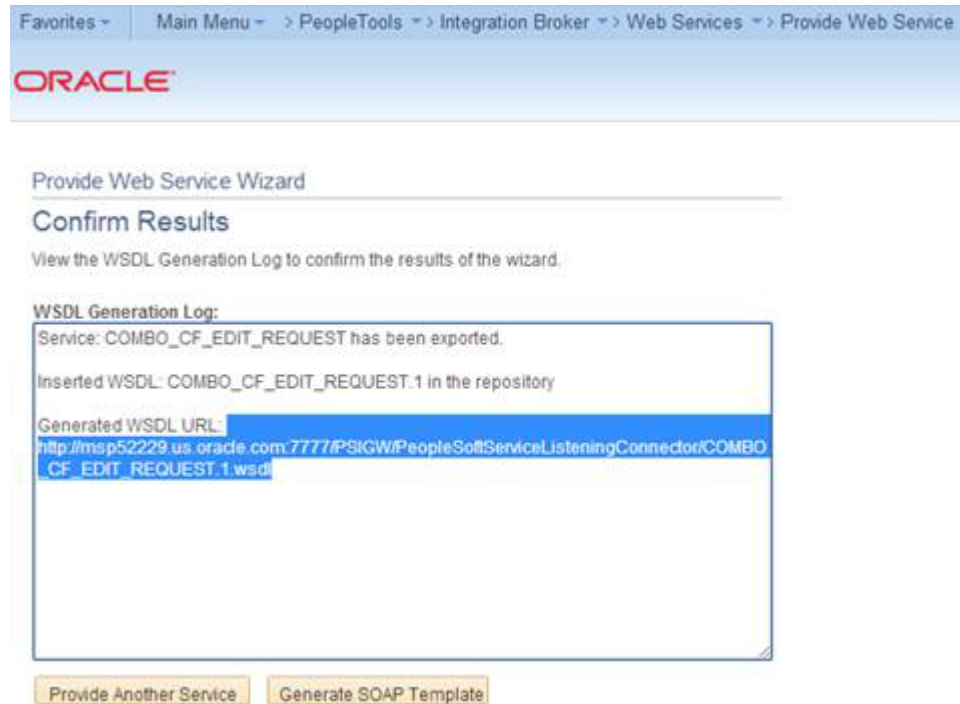 Favorites Main Menu > PeopleTools > Integration Broker > Web Services > Provide Web Service
ORACLE
Provide Web Service Wizard
Confirm Results
View the WSDL Generation Log to confirm the results of the wizard.
WSDL Generation Log:
Service: COMBO_CF_EDIT_REQUEST has been exported.
Inserted WSDL: COMBO_CF_EDIT_REQUEST.1 in the repository
Generated WSDL URL:
http://msp52229.us.oracle.com:7777/PSIGW/PeopleSoftServiceListeningConnector/COMBO
_CF_EDIT_REQUEST.1.wsdl
Provide Another Service Generate SOAP Template